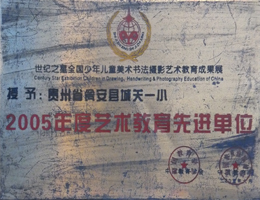 世纪之星全国少年儿童美术书法摄影艺术教育成果展
Century Star Exhibition Children in Drawing, Handwriting & Photography Education of China
授予：贵州省瓮安县城天一小
2005年度艺术教育先进单位